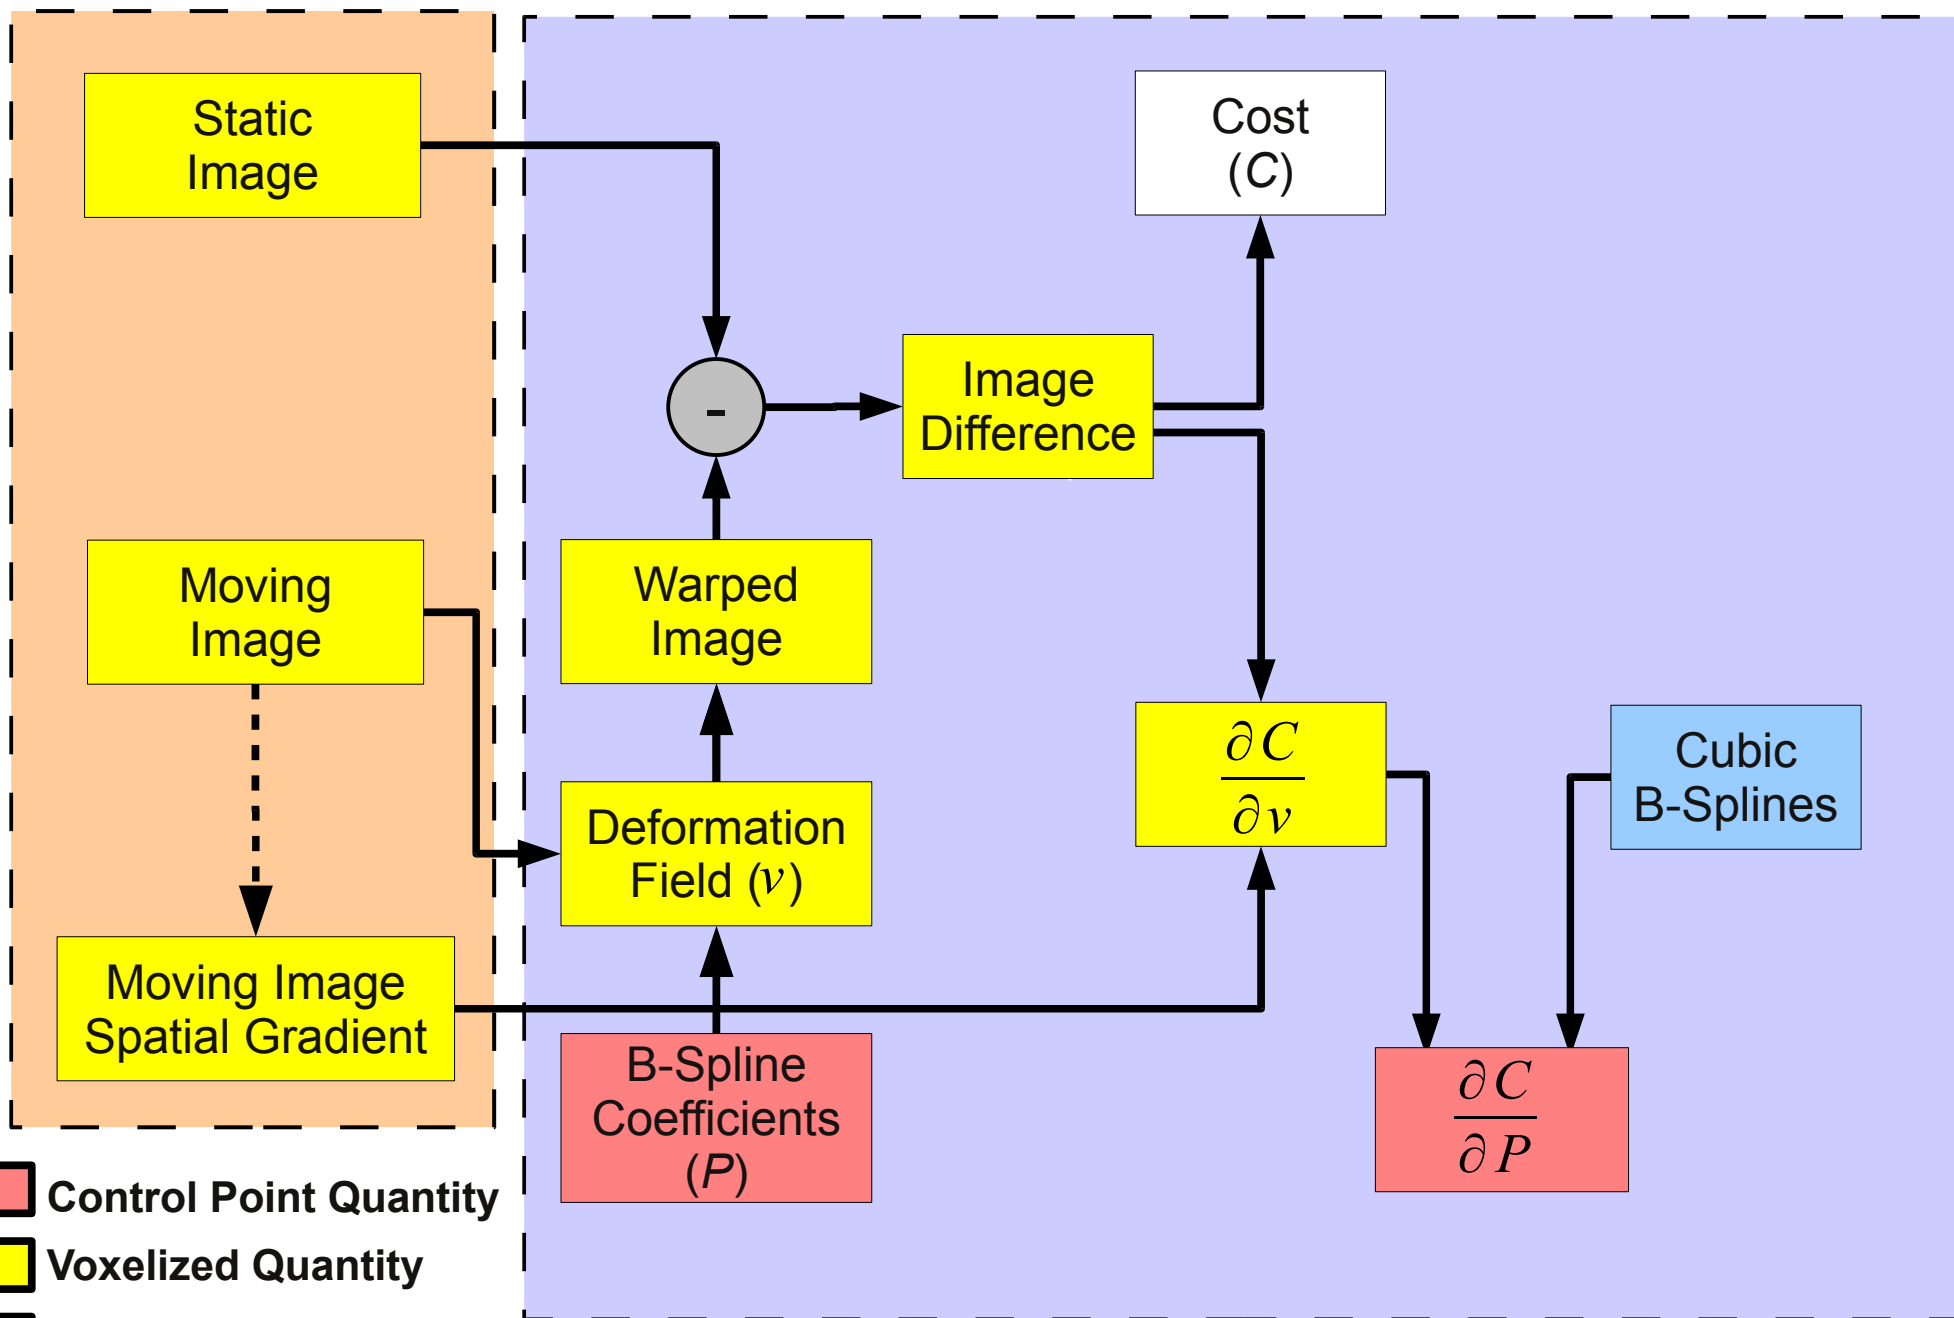 Static
Image
Cost
(C)
-
Image
Difference
Moving
Image
Warped
Image
∂C
∂v
Cubic
B-Splines
Deformation
Field (v)
Moving Image
Spatial Gradient
B-Spline
Coefficients
(P)
∂C
∂P
Control Point Quantity
Voxelized Quantity